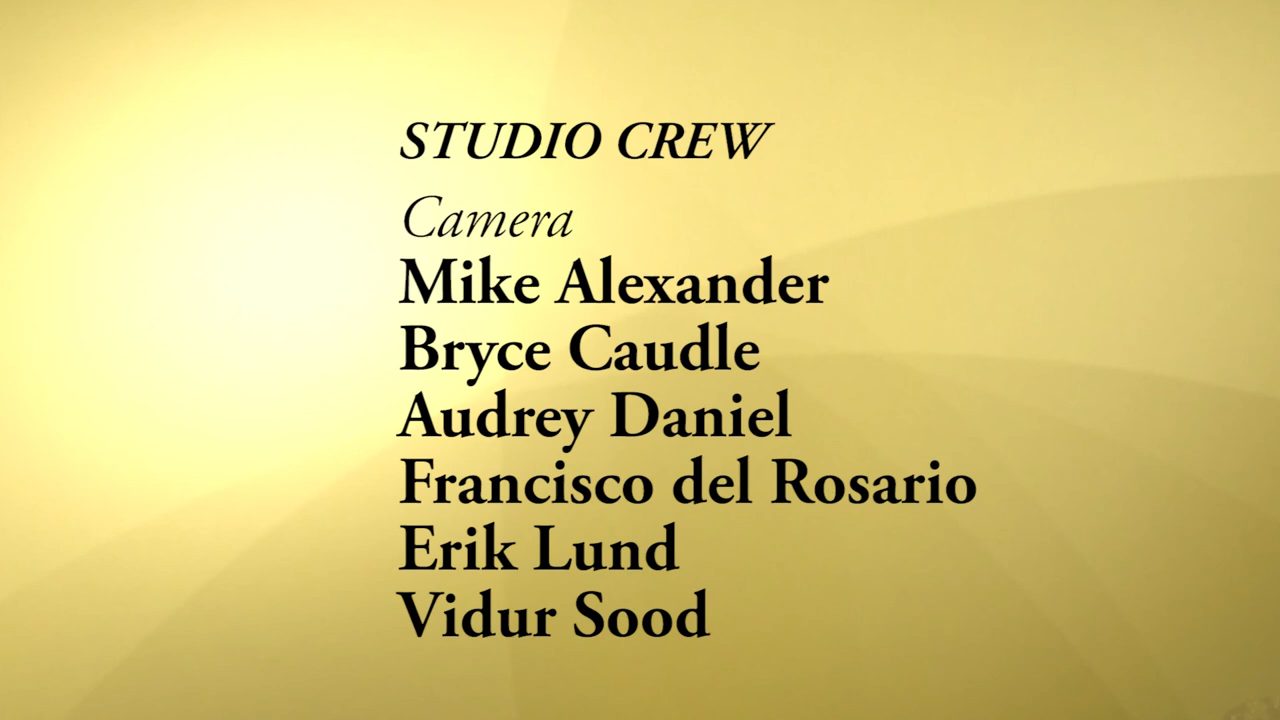 STUDIO CREW
Camera
Mike Alexander
Bryce Caudle
Audrey Daniel
Francisco del Rosario
Erik Lund
Vidur Sood